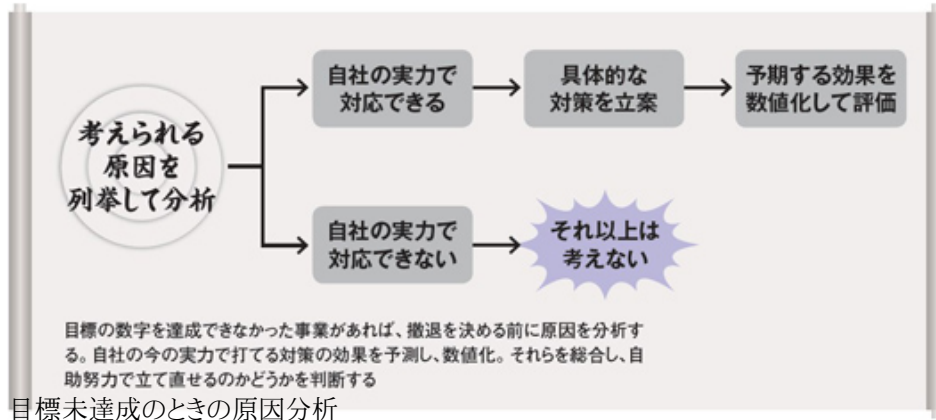 考えられる
原因を
列挙して分析
自社の実力で
対応できる
具体的な
対策を立案
予期する効果を
数値化して評価
自社の実力で
対応できない
それ以上は
考えない
目標の数字を達成できなかった事業があれば、撤退を決める前に原因を分析す
る。自社の今の実力で打てる対策の効果を予測し、数値化。それらを総合し、自
助努力で立て直せるのかどうかを判断する
目標未達成のときの原因分析